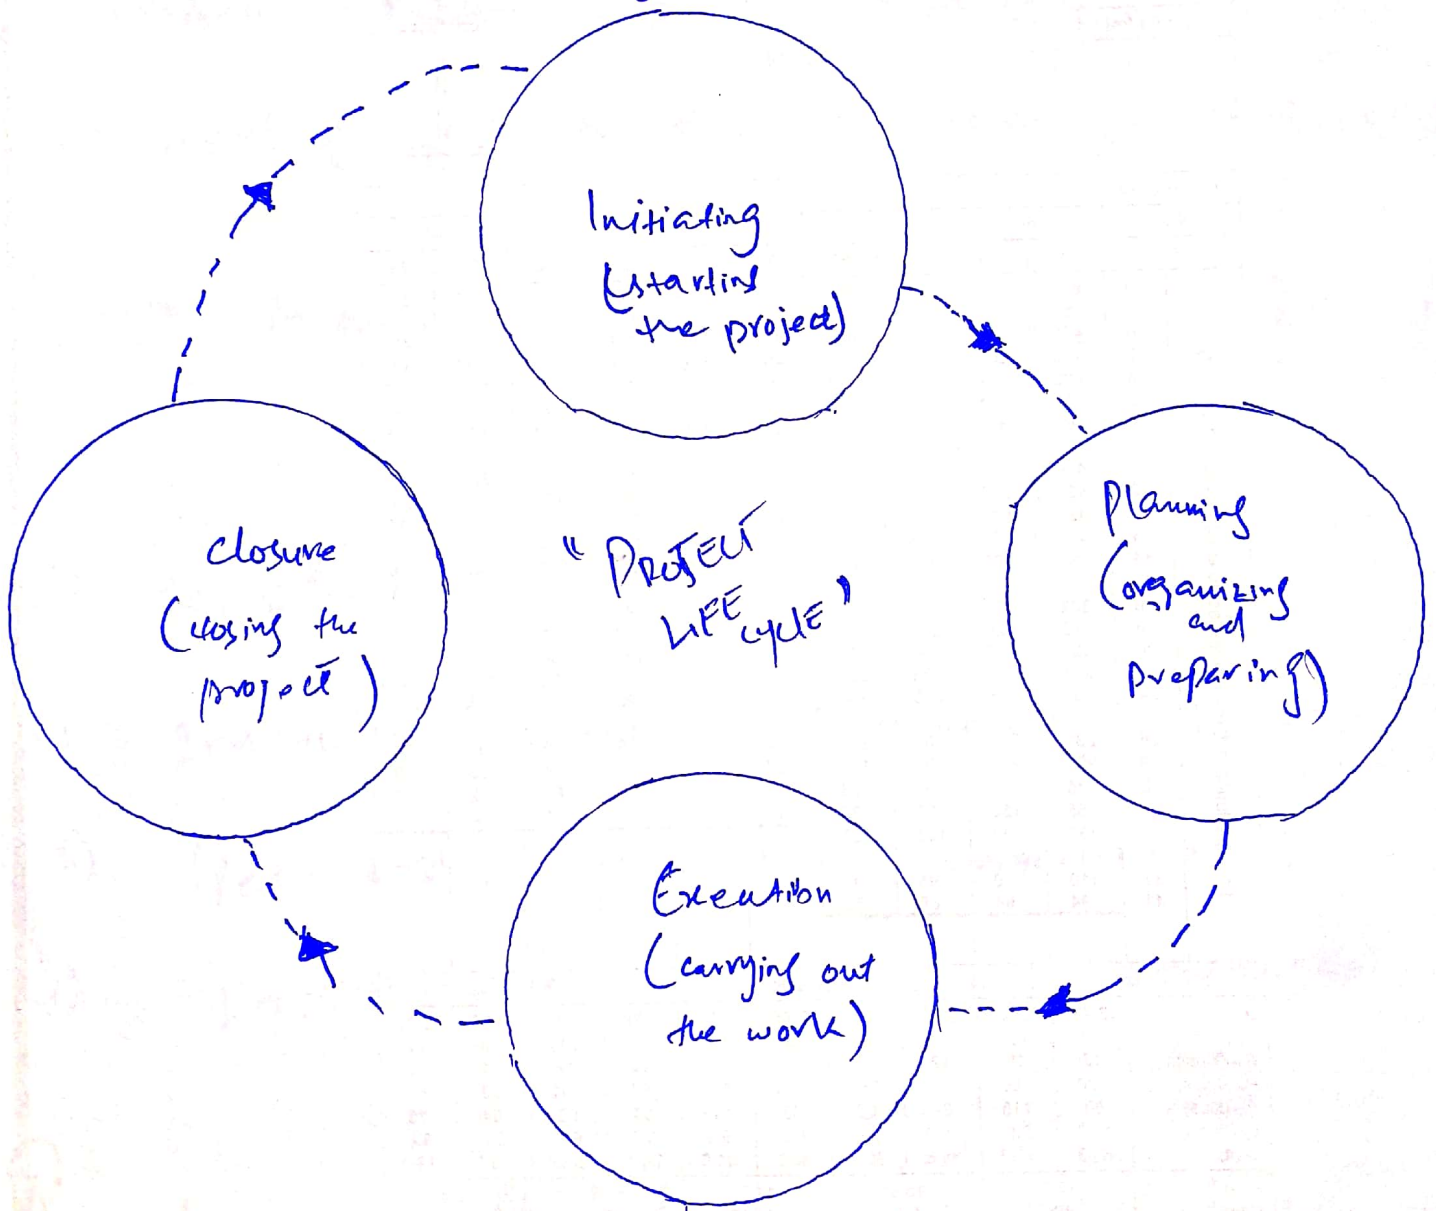 Initiating
(starting
the project)
Planning
(organizing
and
preparing)
"PROJECT
LIFE cycle"
closure
(closing the
project)
Execution
(carrying out
the work)